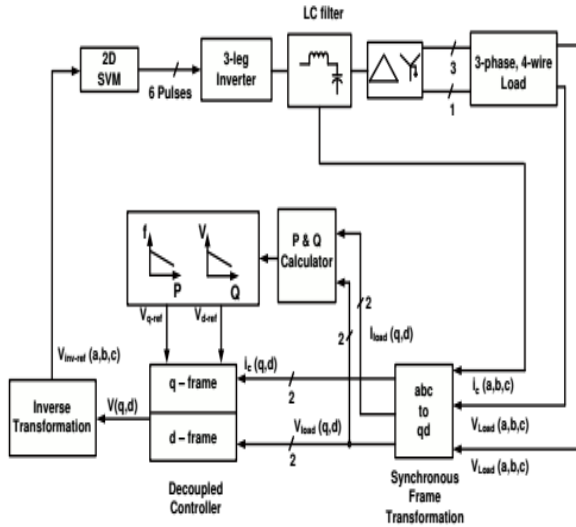 LC filter
2D
SVM
6 Pulses
3-leg
Inverter
3
1
3-phase, 4-wire
Load
f
P
V
Q
P & Q
Calculator
2
2
I_load (q,d)
V_q-ref
V_d-ref
V_inv-ref (a,b,c)
i_c (q,d)
2
q – frame
d – frame
V_load (q,d)
2
V(q,d)
Inverse
Transformation
abc
to
qd
i_c (a,b,c)
V_Load (a,b,c)
V_Load (a,b,c)
Decoupled
Controller
Synchronous
Frame
Transformation